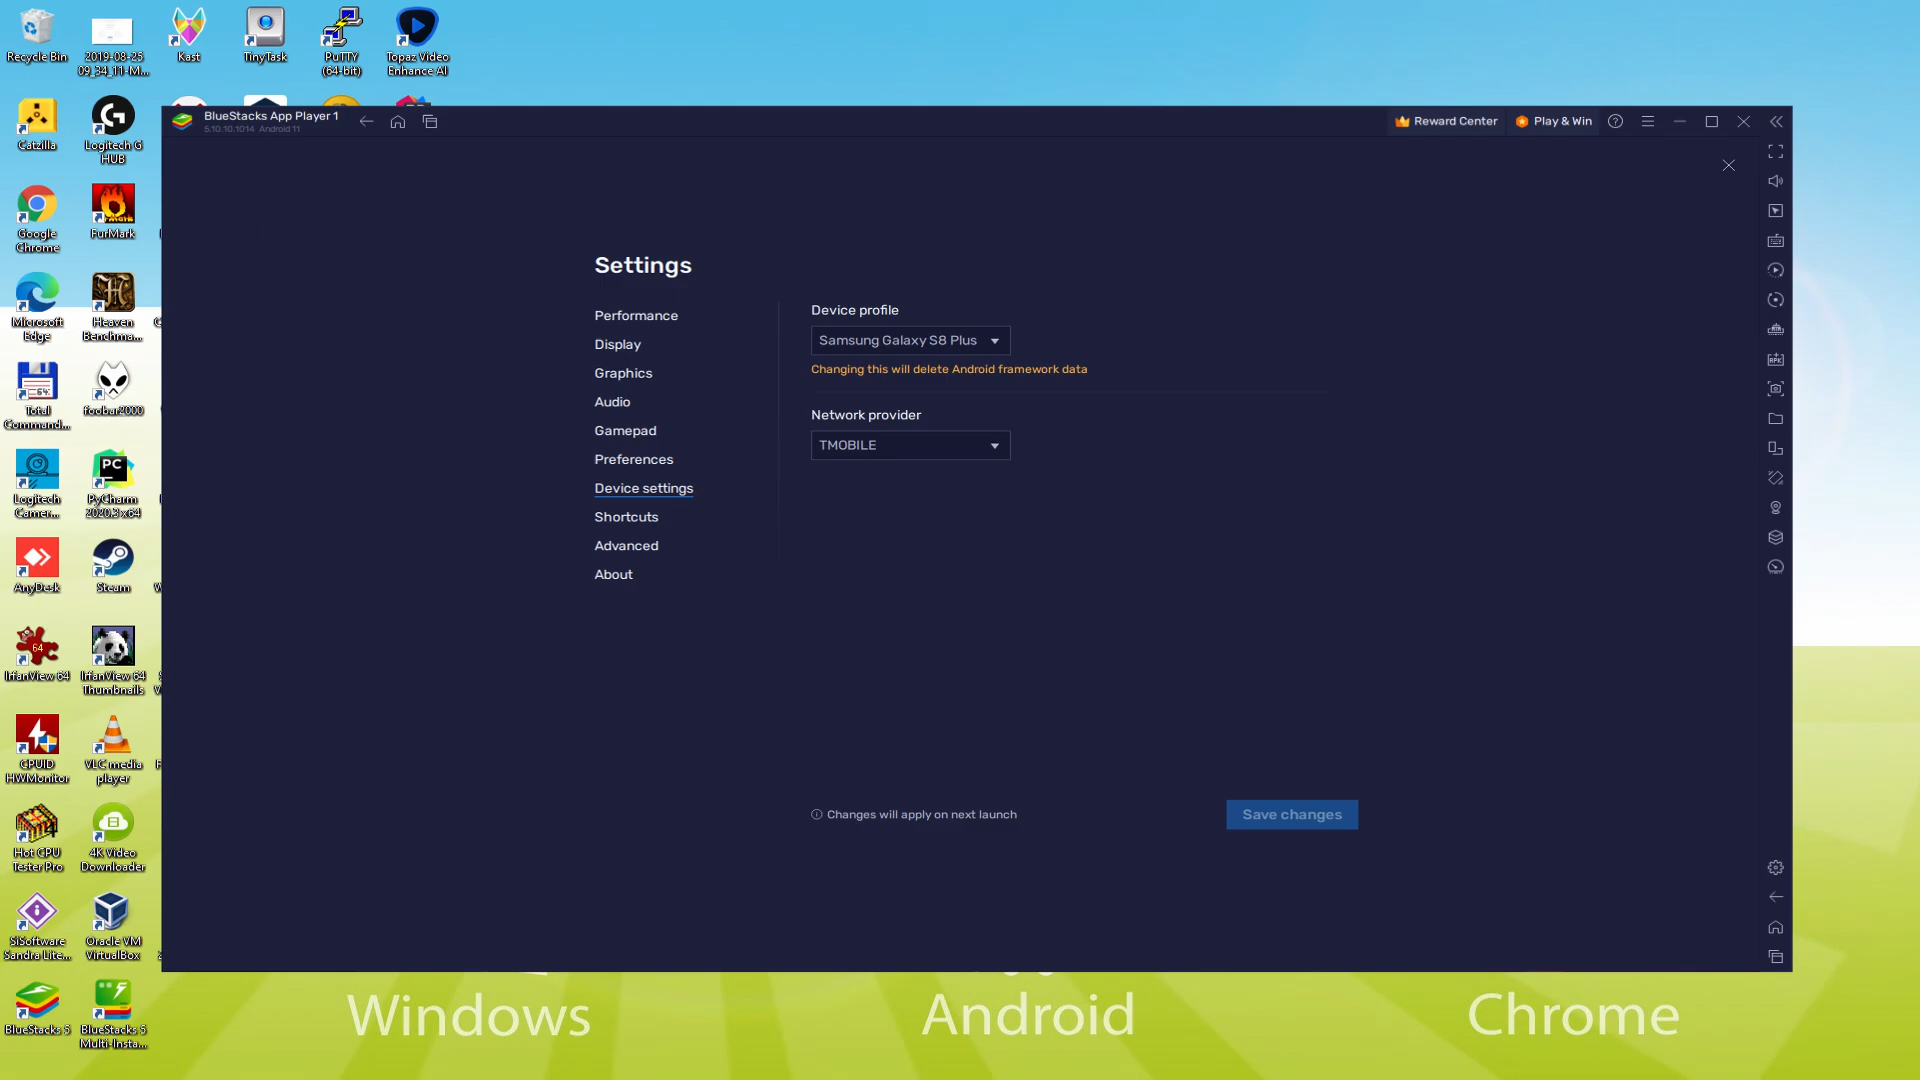 Recycle Bin
2019-08-25
09_34_11-M...
Kast
TinyTask
PuTTY
(64-bit)
Topaz Video
Enhance AI
Catzilla
Logitech G
HUB
Google
Chrome
FurMark
Microsoft
Edge
Heaven
Benchma...
Total
Command...
foobar2000
Logitech
Camer...
PyCharm
2020.3 x64
AnyDesk
Steam
IrfanView 64
IrfanView 64
Thumbnails
CPUID
HWMonitor
VLC media
player
Hot CPU
Tester Pro
4K Video
Downloader
SiSoftware
Sandra Lite...
Oracle VM
VirtualBox
BlueStacks 5
BlueStacks 5
Multi-Insta...
BlueStacks App Player 1
5.10.10.1014 Android 11
Reward Center
Play & Win
Settings
Performance
Display
Graphics
Audio
Gamepad
Preferences
Device settings
Shortcuts
Advanced
About
Device profile
Samsung Galaxy S8 Plus
Changing this will delete Android framework data
Network provider
TMOBILE
Changes will apply on next launch
Save changes
Windows
Android
Chrome